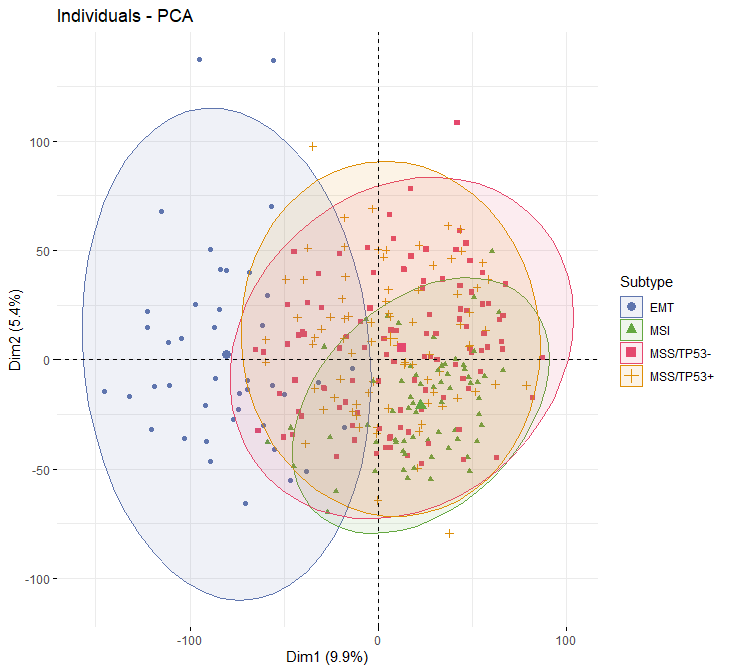 Individuals - PCA
100
50
0
-50
-100
Dim2 (5.4%)
-100
0
100
Dim1 (9.9%)
Subtype
EMT
MSI
MSS/TP53-
MSS/TP53+